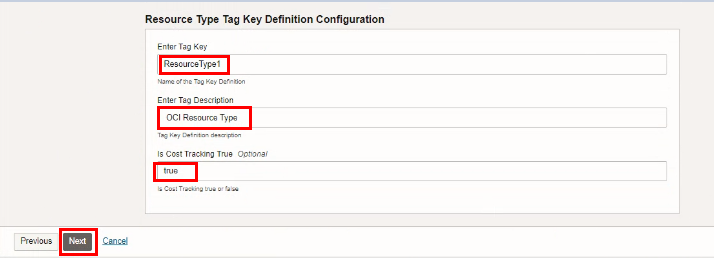 Resource Type Tag Key Definition Configuration
Enter Tag Key
ResourceType1
Name of the Tag Key Definition
Enter Tag Description
OCI Resource Type
Tag Key Definition description
Is Cost Tracking True Optional
true
Is Cost Tracking true or false
Previous Next Cancel